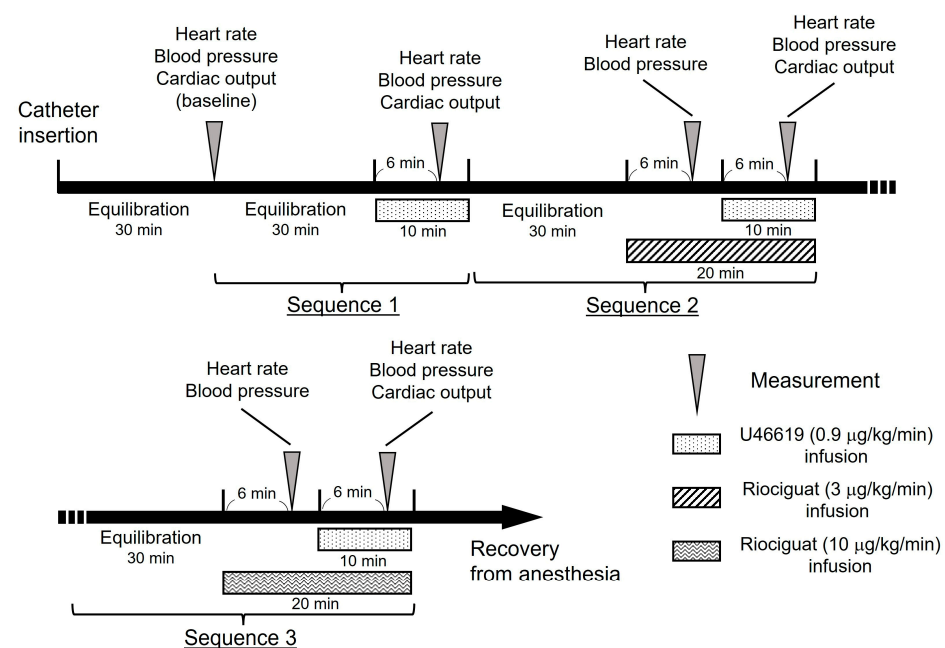 Heart rate
Blood pressure
Cardiac output
(baseline)
Heart rate
Blood pressure
Cardiac output
Heart rate
Blood pressure
Heart rate
Blood pressure
Cardiac output
Catheter
insertion
6 min
6 min
6 min
Equilibration
30 min
Equilibration
30 min
10 min
Equilibration
30 min
10 min
20 min
Sequence 1
Sequence 2
Heart rate
Blood pressure
Heart rate
Blood pressure
Cardiac output
6 min
6 min
Equilibration
30 min
10 min
20 min
Recovery
from anesthesia
Sequence 3
Measurement
U46619 (0.9 μg/kg/min)
infusion
Riociguat (3 μg/kg/min)
infusion
Riociguat (10 μg/kg/min)
infusion